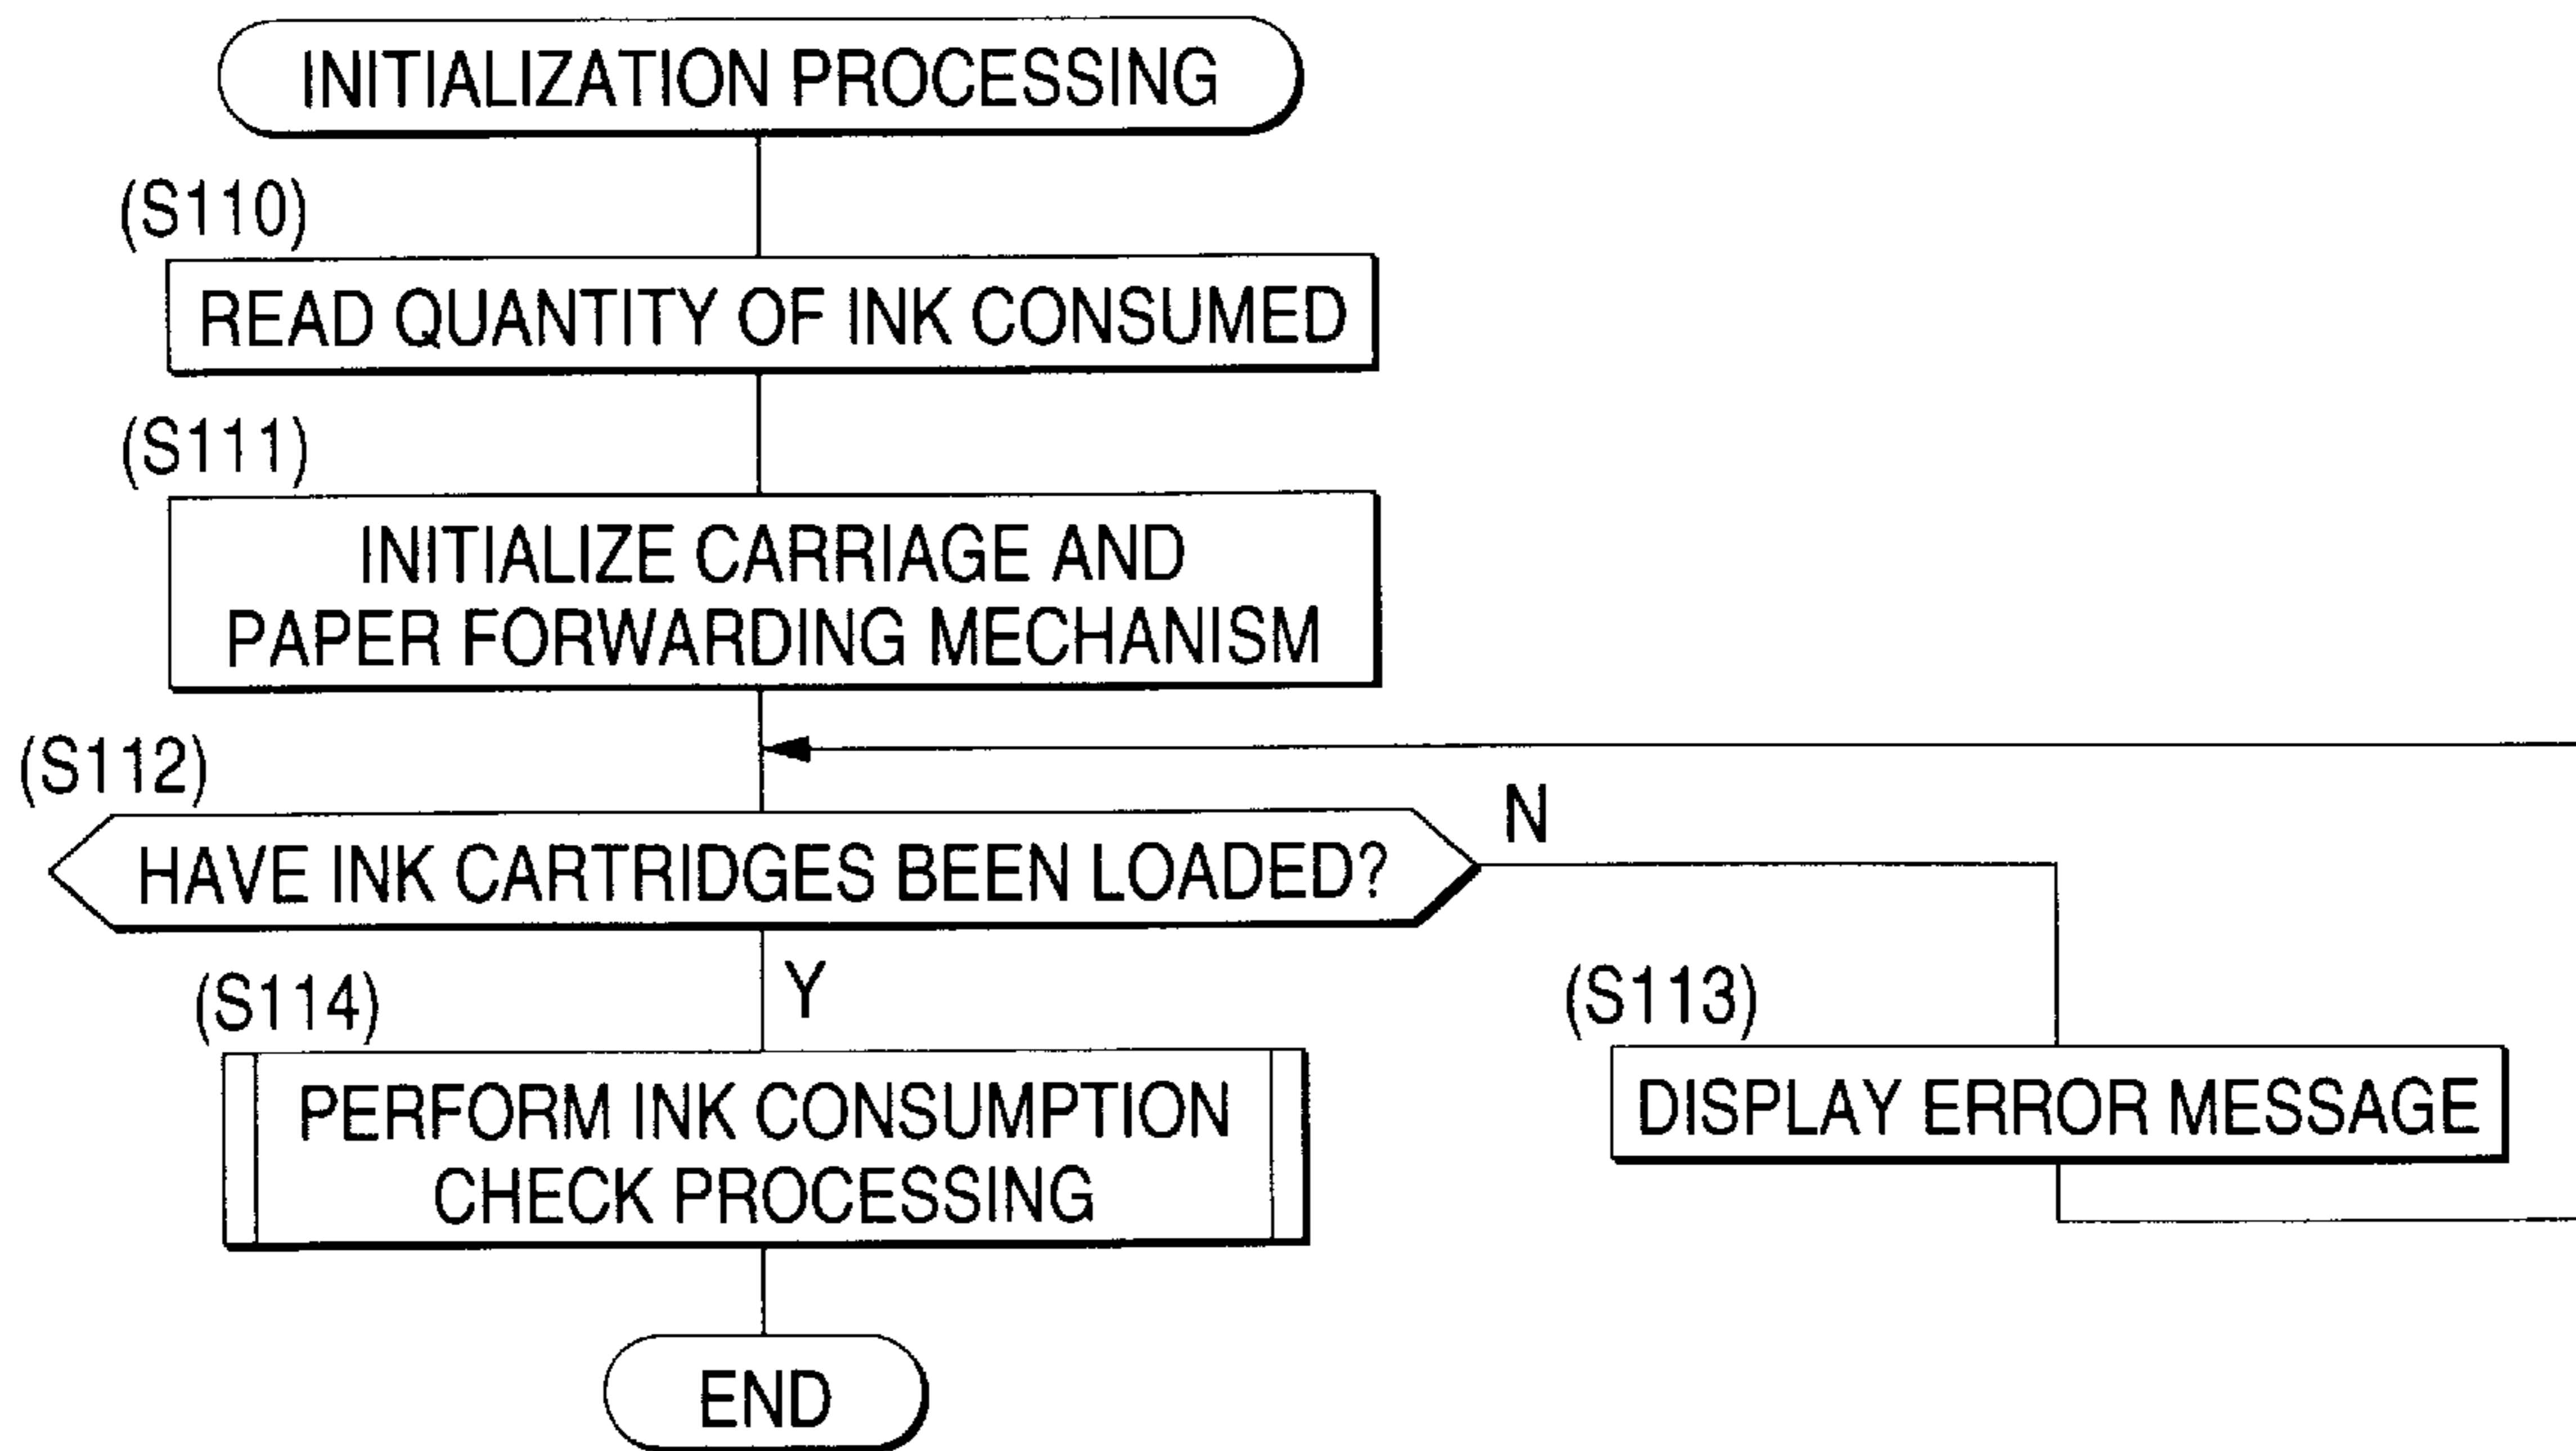 INITIALIZATION PROCESSING
(S110)
READ QUANTITY OF INK CONSUMED
(S111)
INITIALIZE CARRIAGE AND
PAPER FORWARDING MECHANISM
(S112)
HAVE INK CARTRIDGES BEEN LOADED?
N
Y
(S114)
PERFORM INK CONSUMPTION
CHECK PROCESSING
(S113)
DISPLAY ERROR MESSAGE
END